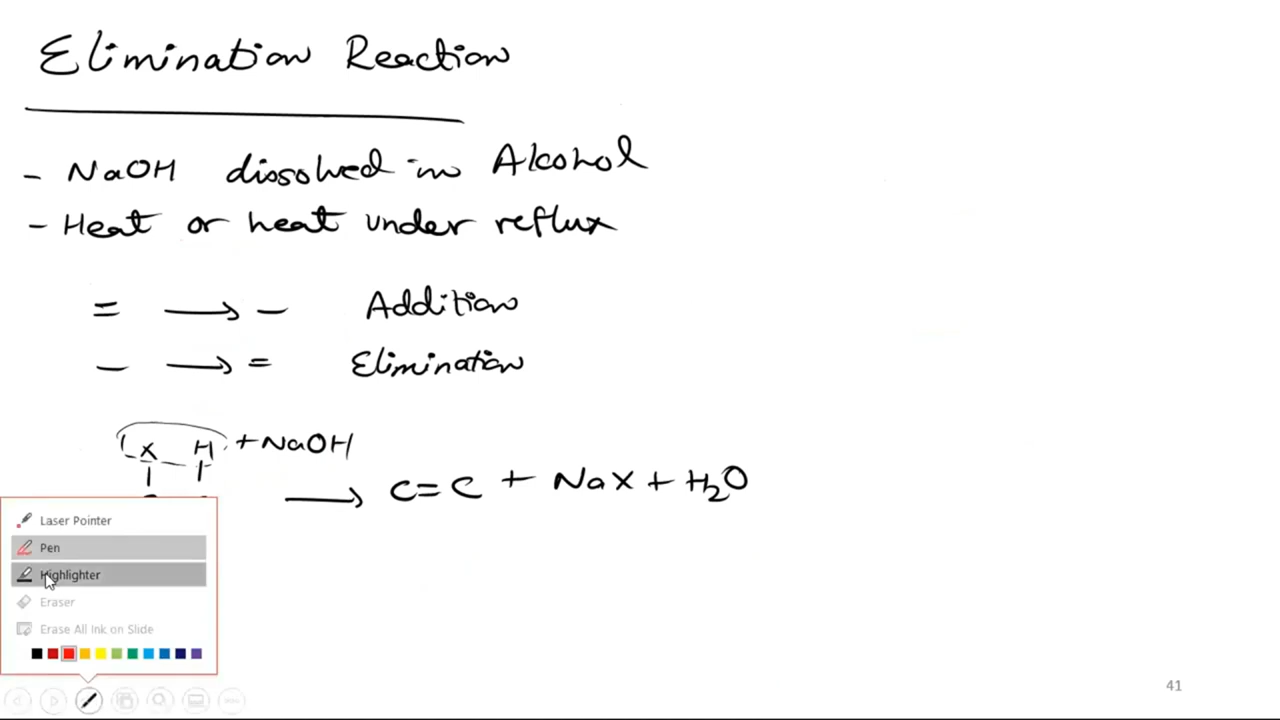 Elimination Reaction
- NaOH dissolved in Alcohol
- Heat or heat under reflux
= ⟶ – Addition
– ⟶ = Elimination
X H + NaOH
⟶ C=C + NaX + H₂O
Laser Pointer
Pen
Highlighter
Eraser
Erase All Ink on Slide
41